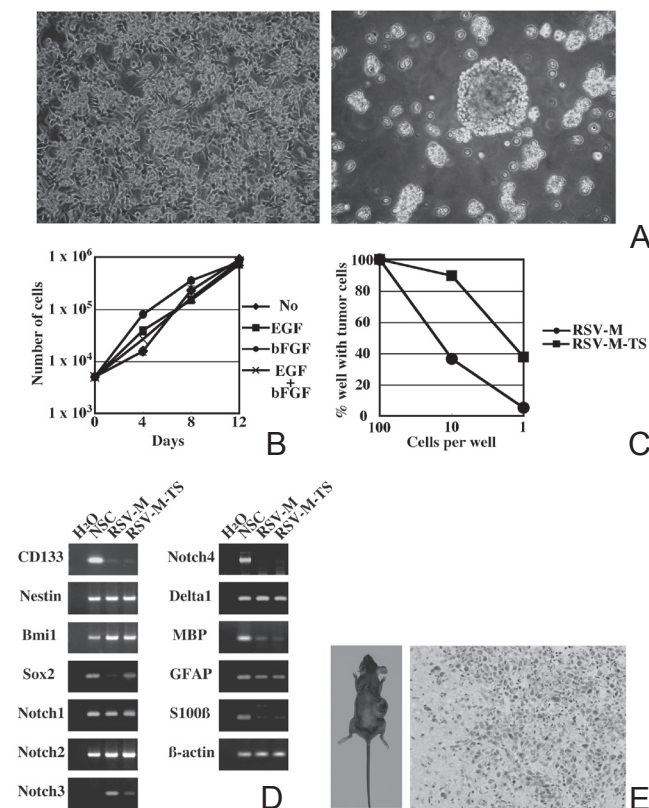 A
1 x 10⁶
1 x 10⁵
1 x 10⁴
1 x 10³
Number of cells
0 4 8 12
Days
No
EGF
bFGF
EGF
+
bFGF
B
100
80
60
40
20
0
% well with tumor cells
100 10 1
Cells per well
RSV-M
RSV-M-TS
C
H₂O NSC RSV-M RSV-M-TS
CD133
Nestin
Bmi1
Sox2
Notch1
Notch2
Notch3
H₂O NSC RSV-M RSV-M-TS
Notch4
Delta1
MBP
GFAP
S100ß
ß-actin
D
E